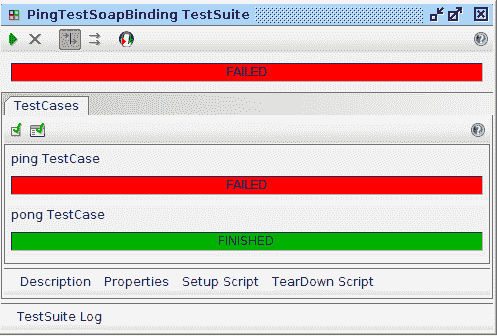 PingTestSoapBinding TestSuite
FAILED
TestCases
ping TestCase
FAILED
pong TestCase
FINISHED
Description Properties Setup Script TearDown Script
TestSuite Log